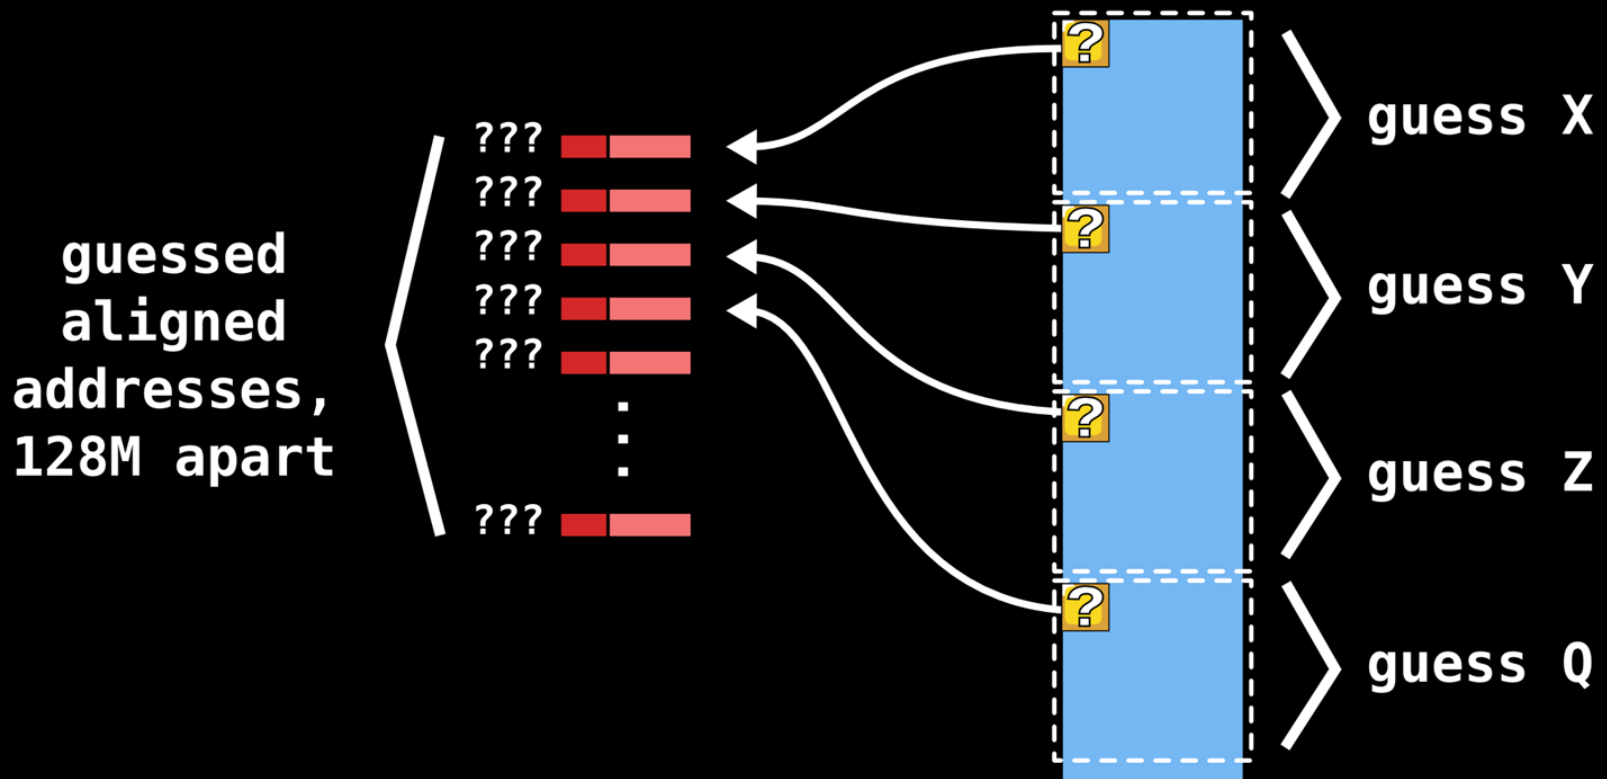 guessed
aligned
addresses,
128M apart
???
???
???
???
???
.
.
.
???
?
?
?
?
guess X
guess Y
guess Z
guess Q